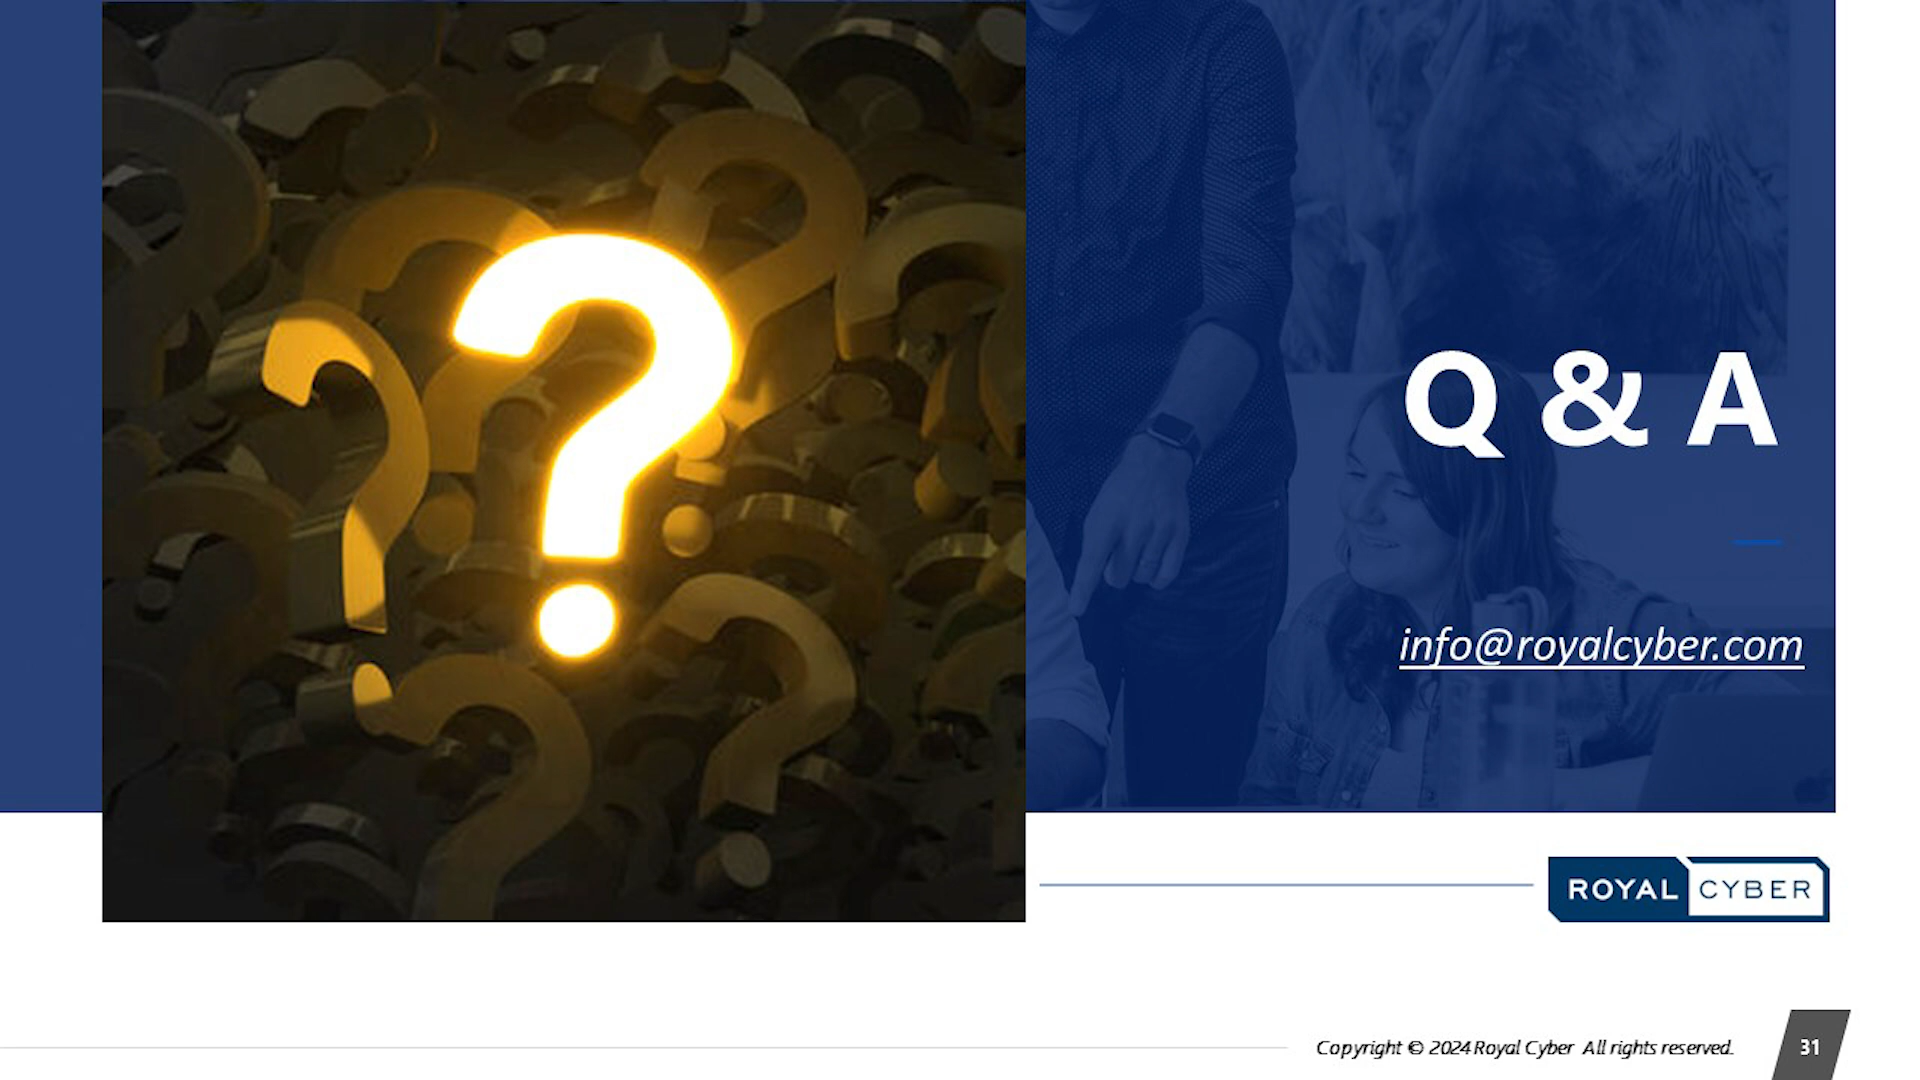 Q & A
info@royalcyber.com
ROYAL CYBER
Copyright © 2024 Royal Cyber All rights reserved.
31